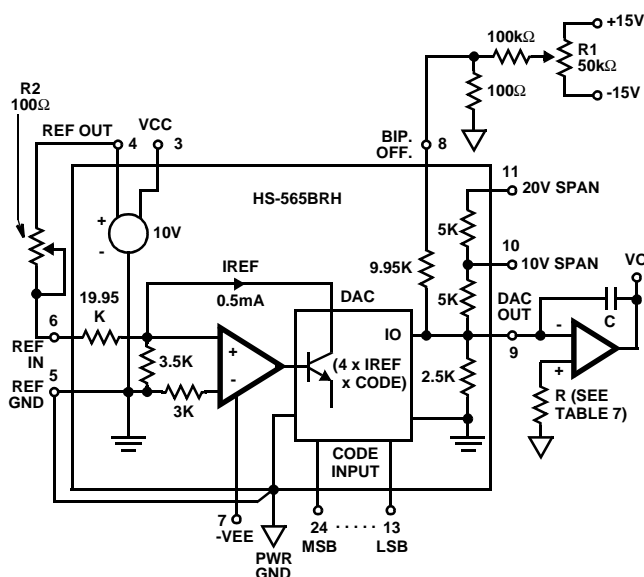 +15V
100kΩ
R1
50kΩ
100Ω
-15V
R2
100Ω
REF OUT
4
VCC
3
BIP.
OFF.
8
11
20V SPAN
HS-565BRH
+
-
10V
5K
10
10V SPAN
9.95K
5K
IREF
0.5mA
DAC
DAC
OUT
9
VO
C
19.95
K
6
REF
IN
3.5K
+
-
IO
(4 x IREF
x CODE)
2.5K
-
+
R (SEE
TABLE 7)
5
REF
GND
3K
CODE
INPUT
7
-VEE
PWR
GND
24 . . . . . 13
MSB LSB